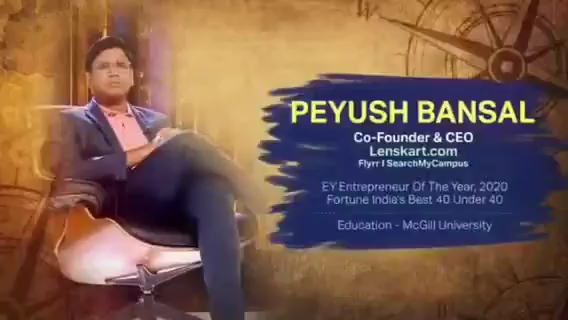 PEYUSH BANSAL
Co-Founder & CEO
Lenskart.com
Flyrr I SearchMyCampus
EY Entrepreneur Of The Year, 2020
Fortune India's Best 40 Under 40
Education - McGill University